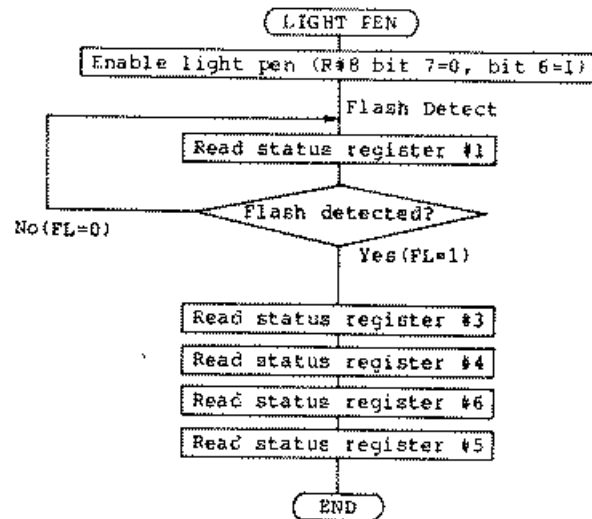 LIGHT PEN
Enable light pen (R#8 bit 7=0, bit 6=1)
Flash Detect
Read status register #1
Flash detected?
No(FL=0)
Yes(FL=1)
Read status register #3
Read status register #4
Read status register #6
Read status register #5
END